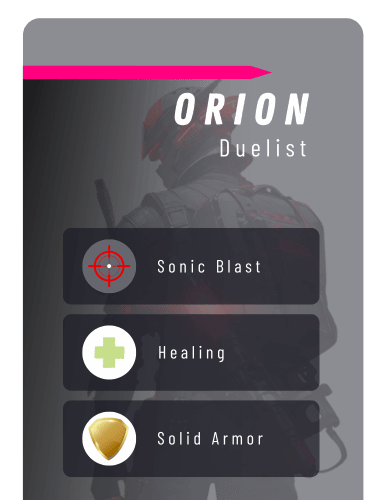 ORION
Duelist
Sonic Blast
Healing
Solid Armor